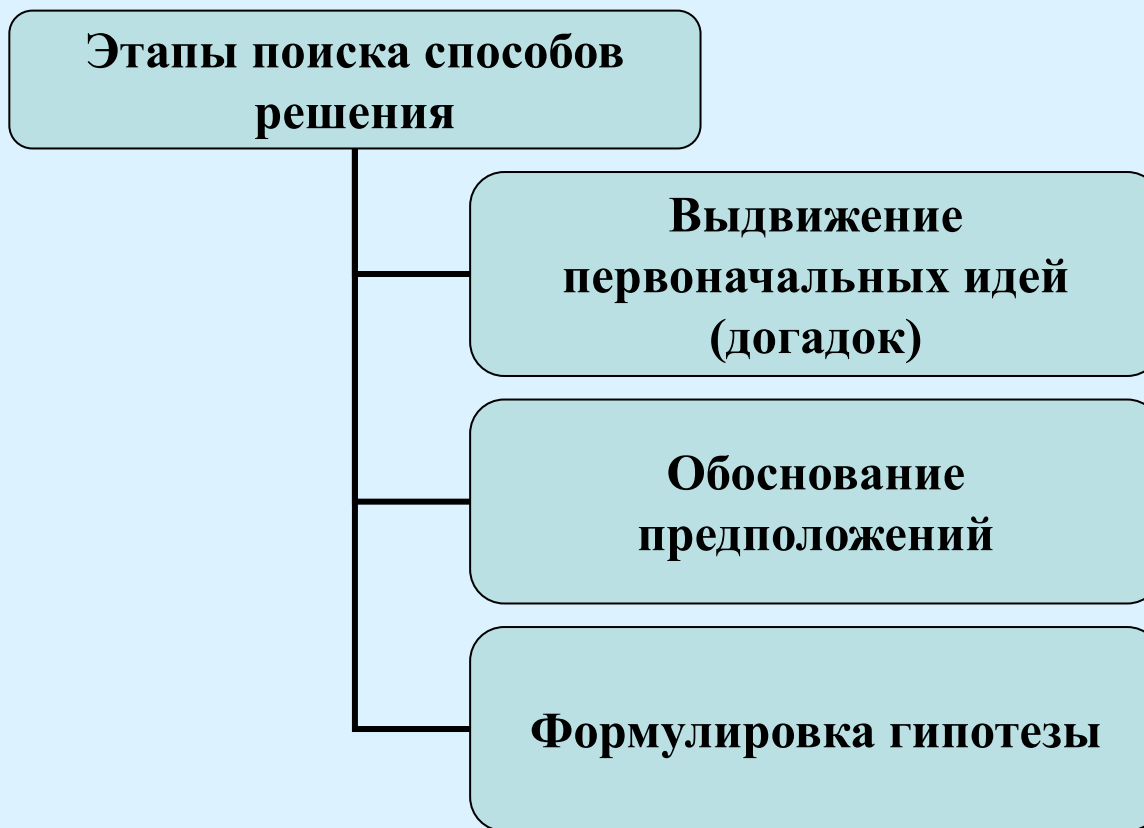 Этапы поиска способов
решения
Выдвижение
первоначальных идей
(догадок)
Обоснование
предположений
Формулировка гипотезы